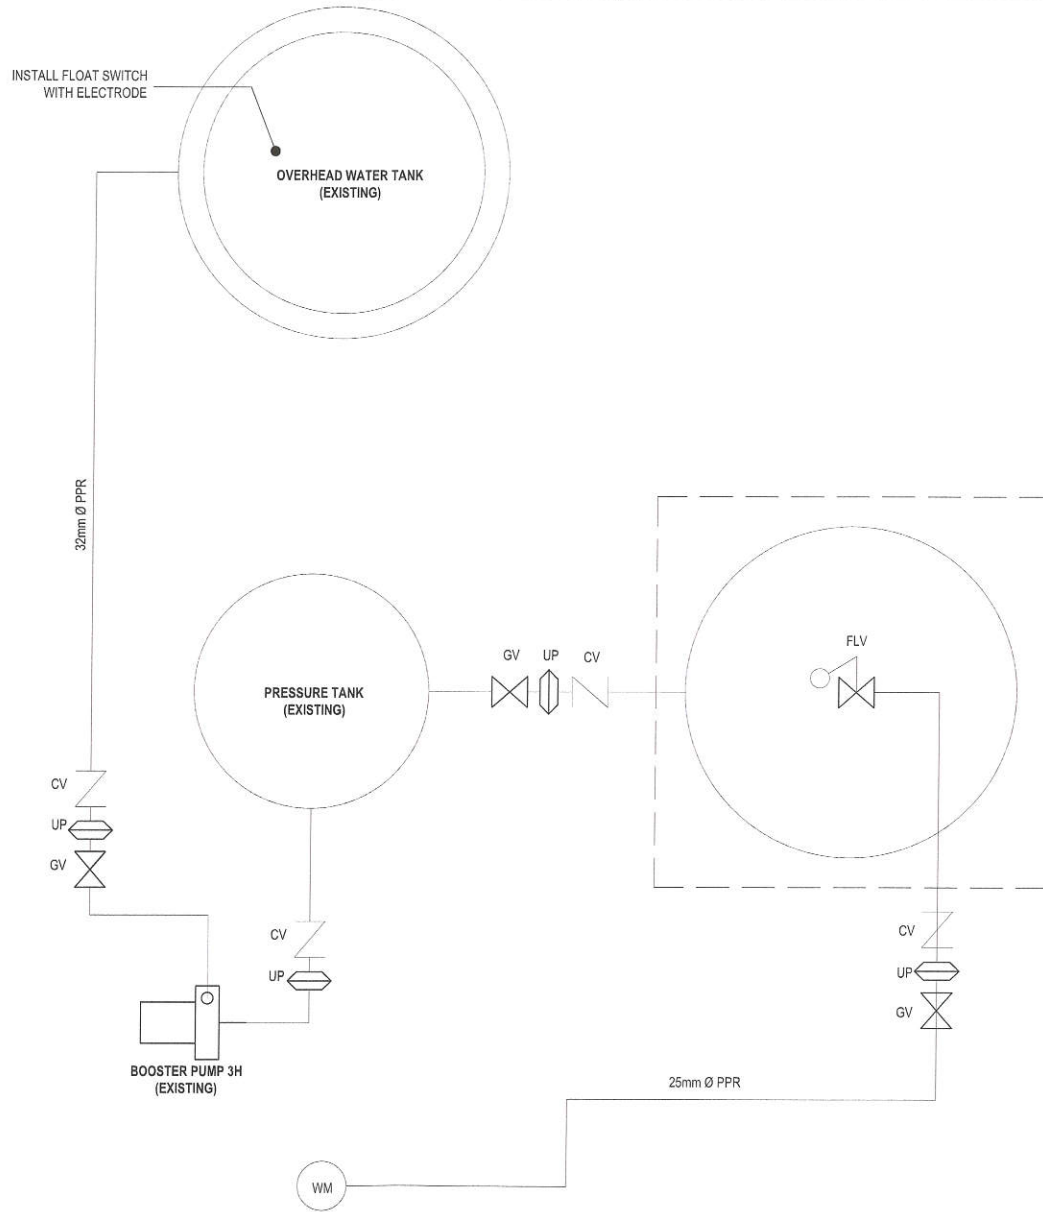 INSTALL FLOAT SWITCH
WITH ELECTRODE
OVERHEAD WATER TANK
(EXISTING)
32mm Ø PPR
FLV
GV
UP
CV
PRESSURE TANK
(EXISTING)
CV
UP
GV
CV
UP
CV
UP
GV
BOOSTER PUMP 3H
(EXISTING)
25mm Ø PPR
WM